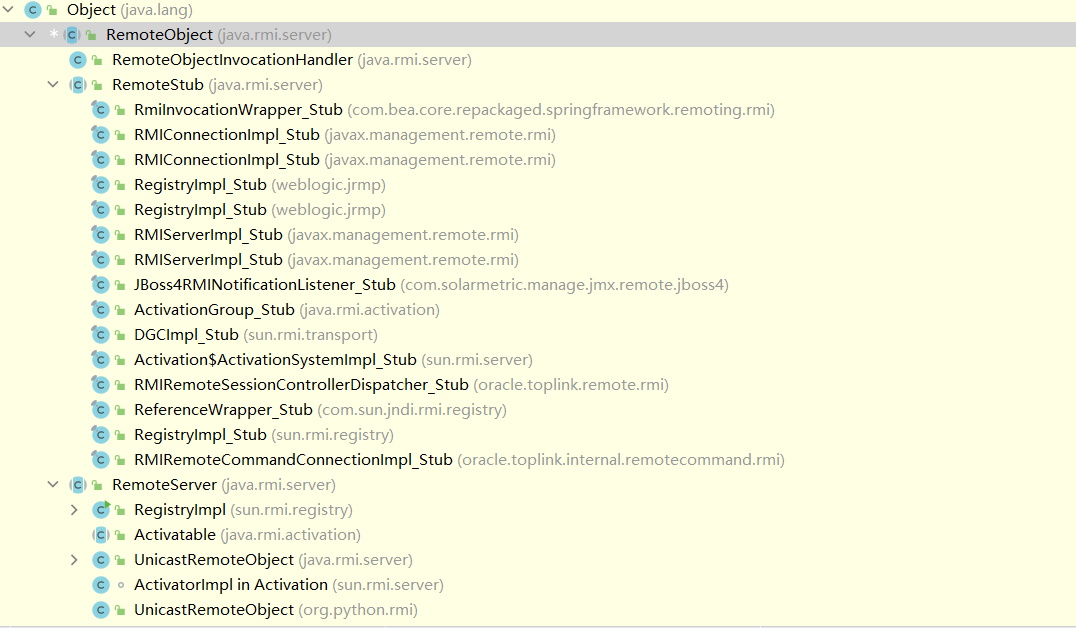 Object (java.lang)
RemoteObject (java.rmi.server)
RemoteObjectInvocationHandler (java.rmi.server)
RemoteStub (java.rmi.server)
RmiInvocationWrapper_Stub (com.bea.core.repackaged.springframework.remoting.rmi)
RMIConnectionImpl_Stub (javax.management.remote.rmi)
RMIConnectionImpl_Stub (javax.management.remote.rmi)
RegistryImpl_Stub (weblogic.jrmp)
RegistryImpl_Stub (weblogic.jrmp)
RMIServerImpl_Stub (javax.management.remote.rmi)
RMIServerImpl_Stub (javax.management.remote.rmi)
JBoss4RMINotificationListener_Stub (com.solarmetric.manage.jmx.remote.jboss4)
ActivationGroup_Stub (java.rmi.activation)
DGCImpl_Stub (sun.rmi.transport)
Activation$ActivationSystemImpl_Stub (sun.rmi.server)
RMIRemoteSessionControllerDispatcher_Stub (oracle.toplink.remote.rmi)
ReferenceWrapper_Stub (com.sun.jndi.rmi.registry)
RegistryImpl_Stub (sun.rmi.registry)
RMIRemoteCommandConnectionImpl_Stub (oracle.toplink.internal.remotecommand.rmi)
RemoteServer (java.rmi.server)
RegistryImpl (sun.rmi.registry)
Activatable (java.rmi.activation)
UnicastRemoteObject (java.rmi.server)
ActivatorImpl in Activation (sun.rmi.server)
UnicastRemoteObject (org.python.rmi)